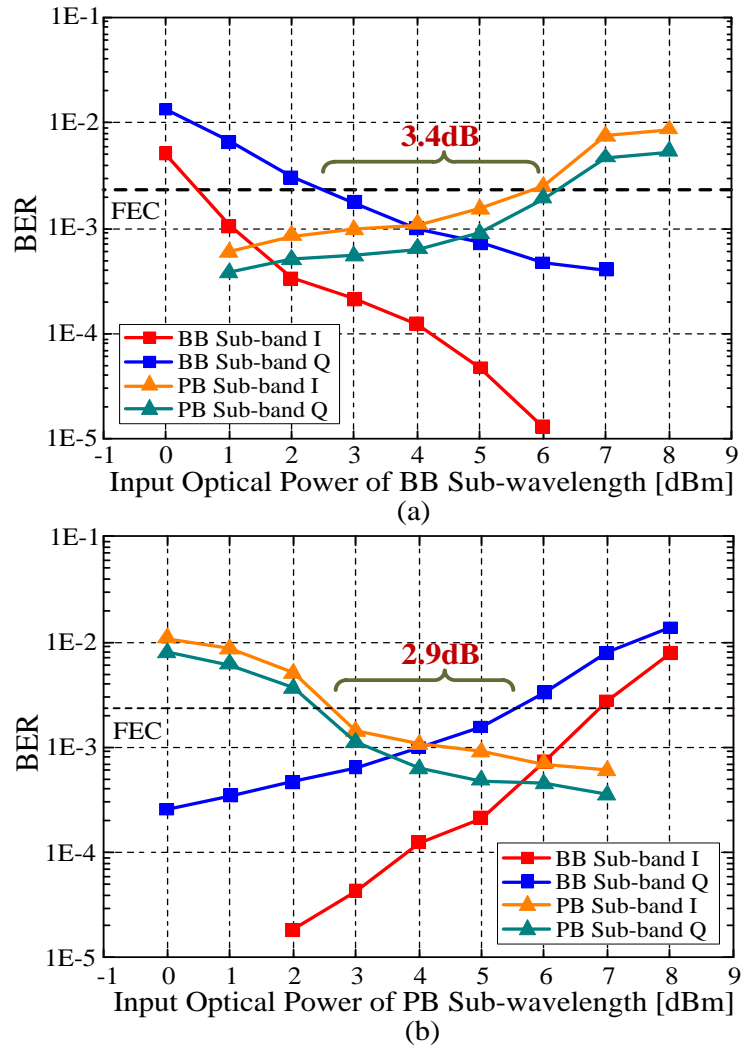 1E-1
1E-2
3.4dB
BER
FEC
1E-3
1E-4
BB Sub-band I
BB Sub-band Q
PB Sub-band I
PB Sub-band Q
1E-5
-1 0 1 2 3 4 5 6 7 8 9
Input Optical Power of BB Sub-wavelength [dBm]
(a)
1E-1
1E-2
2.9dB
BER
FEC
1E-3
1E-4
BB Sub-band I
BB Sub-band Q
PB Sub-band I
PB Sub-band Q
1E-5
-1 0 1 2 3 4 5 6 7 8 9
Input Optical Power of PB Sub-wavelength [dBm]
(b)